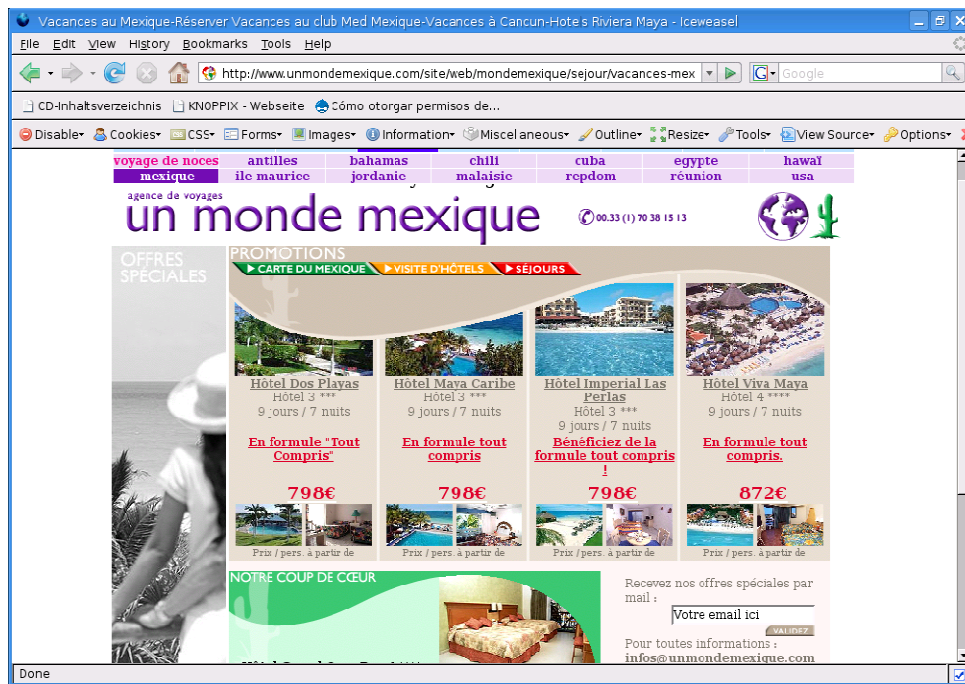 Vacances au Mexique-Réserver Vacances au club Med Mexique-Vacances à Cancun-Hotels Riviera Maya - Iceweasel
File Edit View History Bookmarks Tools Help
http://www.unmondemexique.com/site/web/mondemexique/sejour/vacances-mex
Google
CD-Inhaltsverzeichnis KNOPPIX - Webseite Cómo otorgar permisos de...
Disable Cookies CSS Forms Images Information Miscellaneous Outline Resize Tools View Source Options
voyage de noces antilles bahamas chili cuba egypte hawaï
mexique ile maurice jordanie malaisie repdom réunion usa
agence de voyages
un monde mexique
00.33 (1) 70 38 15 13
OFFRES
SPÉCIALES
PROMOTIONS
CARTE DU MEXIQUE VISITE D'HÔTELS SÉJOURS
Hôtel Dos Playas
Hôtel 3 ***
9 jours / 7 nuits
En formule "Tout
Compris"
798€
Prix / pers. à partir de
Hôtel Maya Caribe
Hôtel 3 ***
9 jours / 7 nuits
En formule tout
compris
798€
Prix / pers. à partir de
Hôtel Imperial Las
Perlas
Hôtel 3 ***
9 jours / 7 nuits
Bénéficiez de la
formule tout compris
!
798€
Prix / pers. à partir de
Hôtel Viva Maya
Hôtel 4 ****
9 jours / 7 nuits
En formule tout
compris.
872€
Prix / pers. à partir de
NOTRE COUP DE CŒUR
Recevez nos offres spéciales par
mail :
Votre email ici
VALIDEZ
Pour toutes informations :
infos@unmondemexique.com
Done